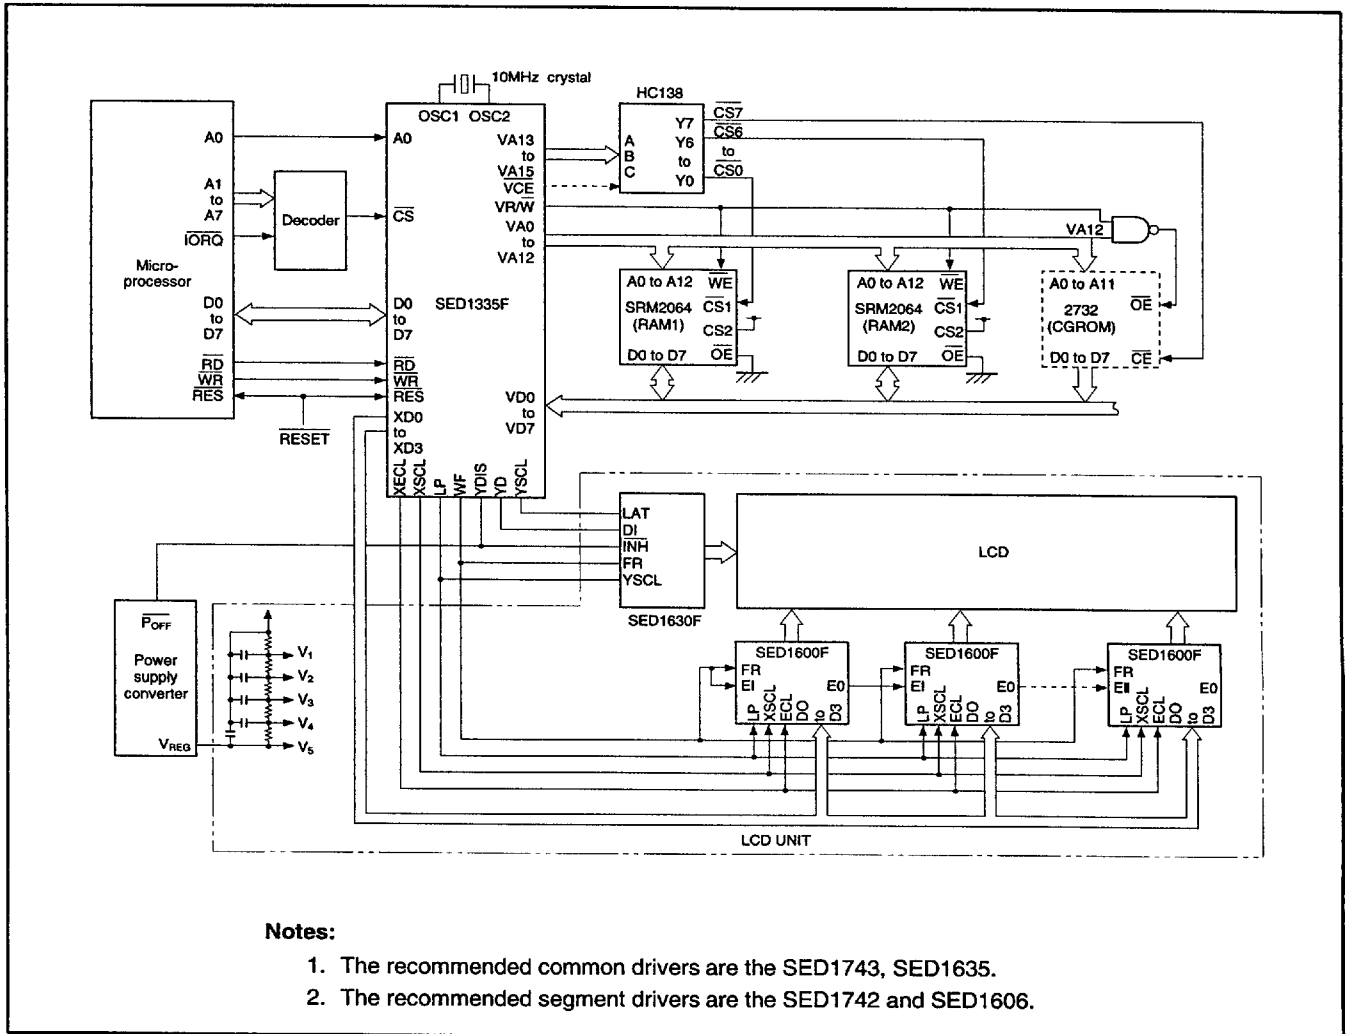 10MHz crystal
OSC1 OSC2
HC138
Microprocessor
A0
A1
to
A7
IORQ
D0
to
D7
RD
WR
RES
Decoder
RESET
A0
CS
SED1335F
D0
to
D7
RD
WR
RES
XD0
to
XD3
VA13
to
VA15
VCE
VR/W
VA0
to
VA12
VD0
to
VD7
XECL
XSCL
LP
WF
YDIS
YD
YSCL
A
B
C
Y7
Y6
to
Y0
CS7
CS6
to
CS0
VA12
A0 to A12
WE
SRM2064
(RAM1)
CS1
CS2
D0 to D7
OE
A0 to A12
WE
SRM2064
(RAM2)
CS1
CS2
D0 to D7
OE
A0 to A11
OE
2732
(CGROM)
D0 to D7
CE
LAT
DI
INH
FR
YSCL
SED1630F
LCD
POFF
Power
supply
converter
VREG
V1
V2
V3
V4
V5
SED1600F
FR
EI
E0
LP
XSCL
ECL
DO
to
D3
SED1600F
FR
EI
E0
LP
XSCL
ECL
DO
to
D3
SED1600F
FR
EI
E0
LP
XSCL
ECL
DO
to
D3
LCD UNIT
Notes:
1. The recommended common drivers are the SED1743, SED1635.
2. The recommended segment drivers are the SED1742 and SED1606.